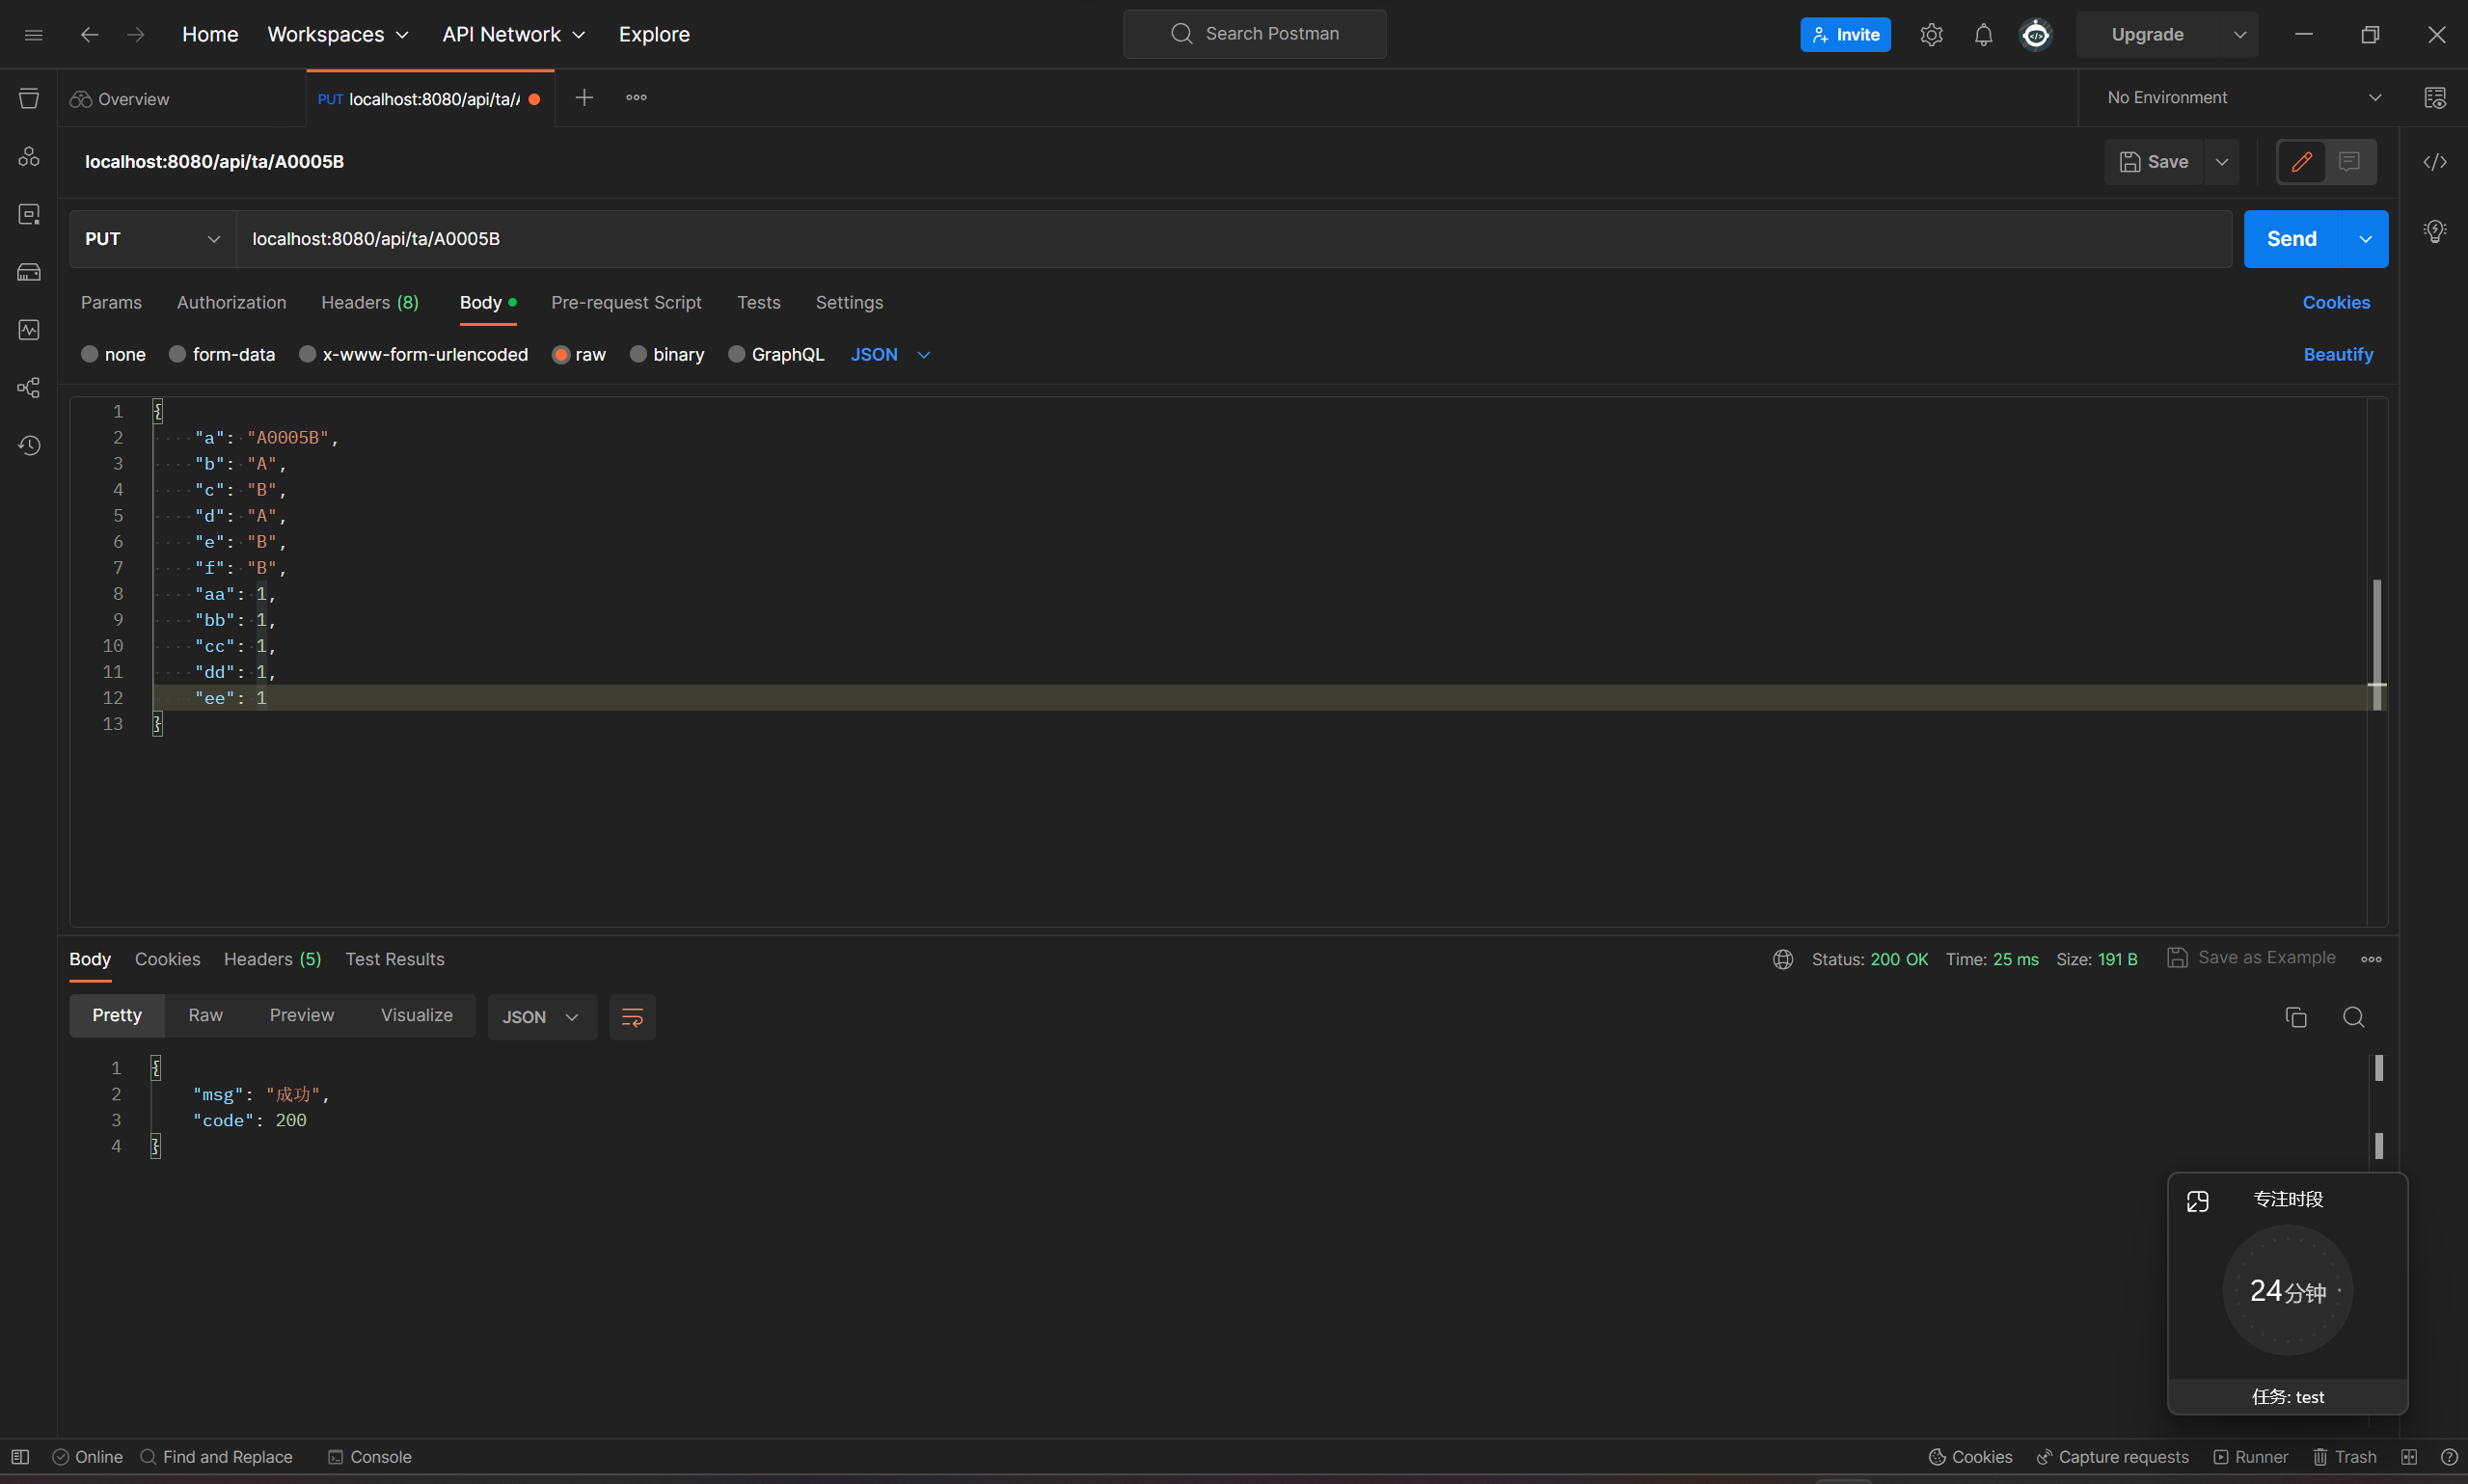 Home Workspaces API Network Explore Search Postman Invite Upgrade
Overview PUT localhost:8080/api/ta/ No Environment
localhost:8080/api/ta/A0005B Save
PUT localhost:8080/api/ta/A0005B Send
Params Authorization Headers (8) Body Pre-request Script Tests Settings Cookies
none form-data x-www-form-urlencoded raw binary GraphQL JSON Beautify
1 {
2 "a": "A0005B",
3 "b": "A",
4 "c": "B",
5 "d": "A",
6 "e": "B",
7 "f": "B",
8 "aa": 1,
9 "bb": 1,
10 "cc": 1,
11 "dd": 1,
12 "ee": 1
13 }
Body Cookies Headers (5) Test Results Status: 200 OK Time: 25 ms Size: 191 B Save as Example
Pretty Raw Preview Visualize JSON
1 {
2 "msg": "成功",
3 "code": 200
4 }
专注时段
24分钟
任务: test
Online Find and Replace Console Cookies Capture requests Runner Trash